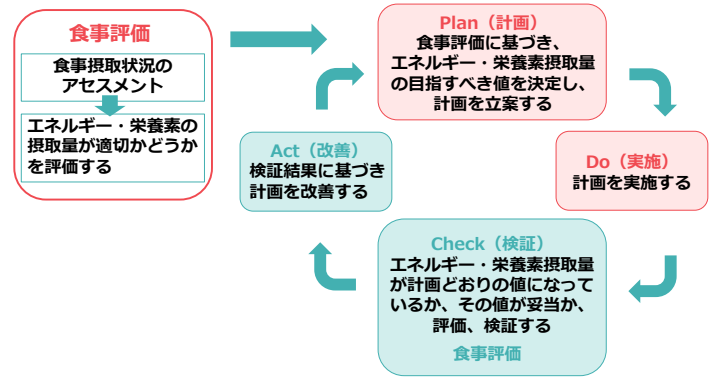 食事評価
食事摂取状況の
アセスメント
エネルギー・栄養素の
摂取量が適切かどうか
を評価する
Plan（計画）
食事評価に基づき、
エネルギー・栄養素摂取量
の目指すべき値を決定し、
計画を立案する
Do（実施）
計画を実施する
Check（検証）
エネルギー・栄養素摂取量
が計画どおりの値になって
いるか、その値が妥当か、
評価、検証する
食事評価
Act（改善）
検証結果に基づき
計画を改善する